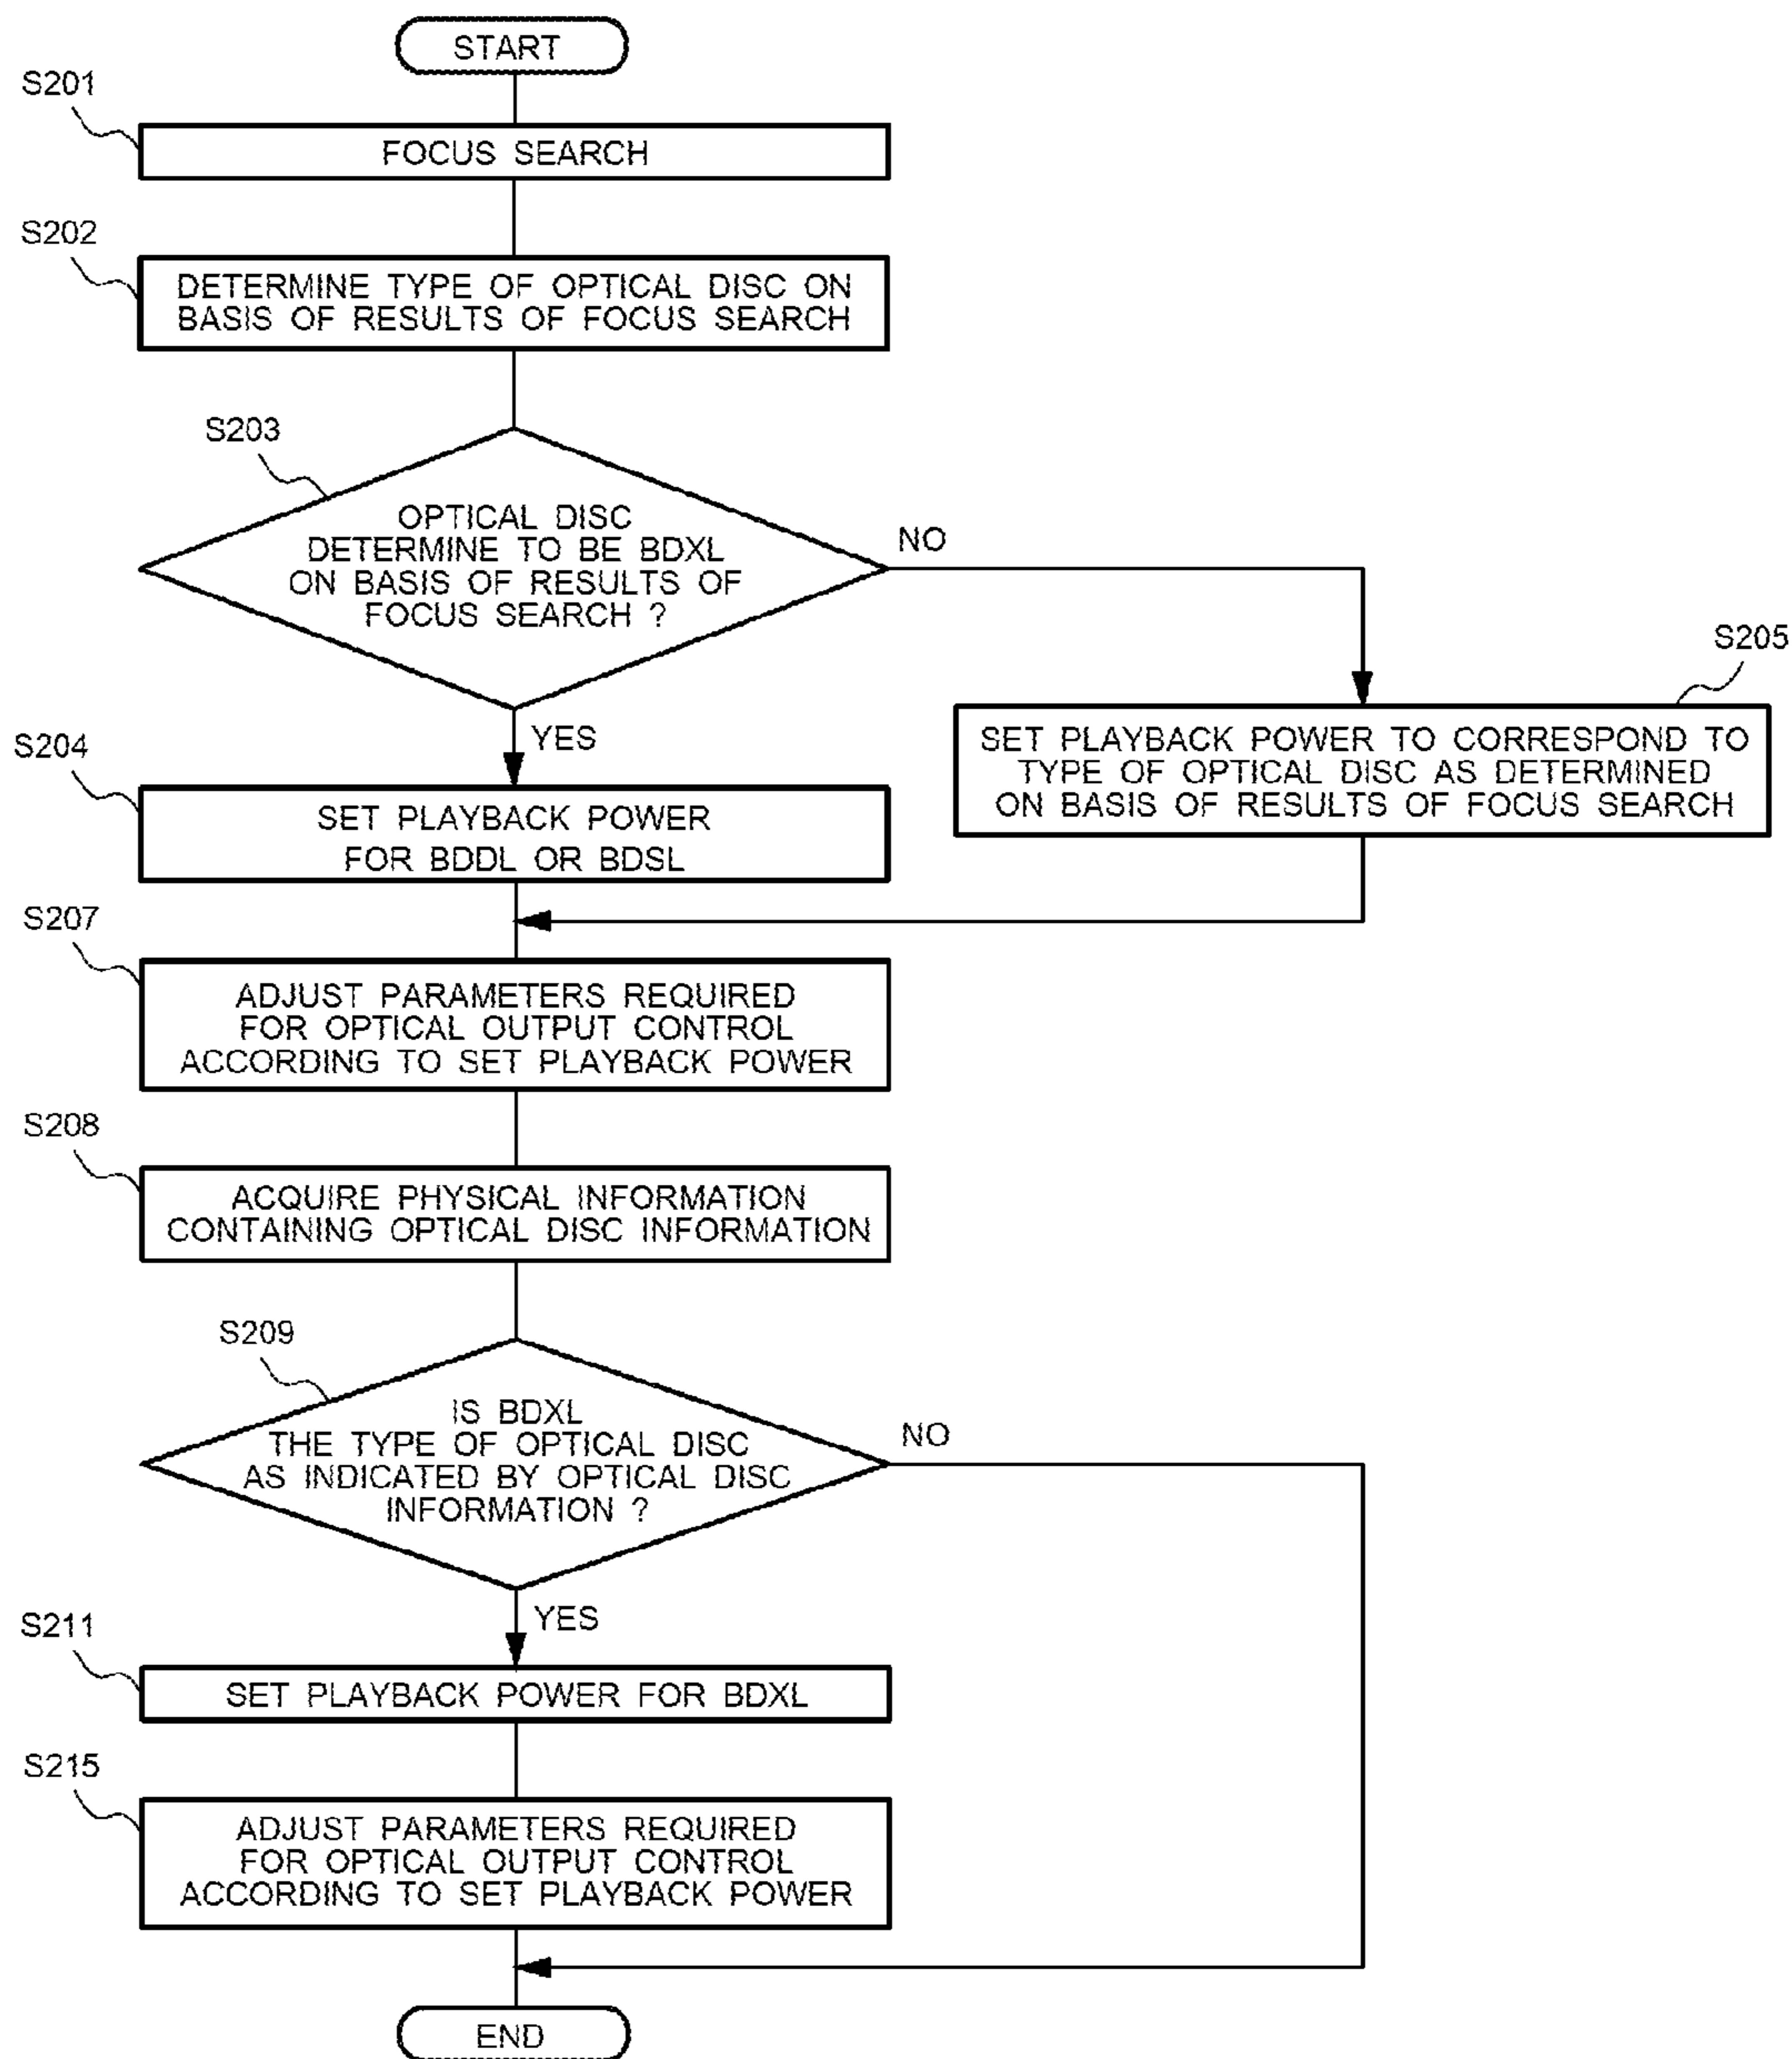 START
S201
FOCUS SEARCH
S202
DETERMINE TYPE OF OPTICAL DISC ON
BASIS OF RESULTS OF FOCUS SEARCH
S203
OPTICAL DISC
DETERMINE TO BE BDXL
ON BASIS OF RESULTS OF
FOCUS SEARCH ?
NO
YES
S205
SET PLAYBACK POWER TO CORRESPOND TO
TYPE OF OPTICAL DISC AS DETERMINED
ON BASIS OF RESULTS OF FOCUS SEARCH
S204
SET PLAYBACK POWER
FOR BDDL OR BDSL
S207
ADJUST PARAMETERS REQUIRED
FOR OPTICAL OUTPUT CONTROL
ACCORDING TO SET PLAYBACK POWER
S208
ACQUIRE PHYSICAL INFORMATION
CONTAINING OPTICAL DISC INFORMATION
S209
IS BDXL
THE TYPE OF OPTICAL DISC
AS INDICATED BY OPTICAL DISC
INFORMATION ?
NO
YES
S211
SET PLAYBACK POWER FOR BDXL
S215
ADJUST PARAMETERS REQUIRED
FOR OPTICAL OUTPUT CONTROL
ACCORDING TO SET PLAYBACK POWER
END